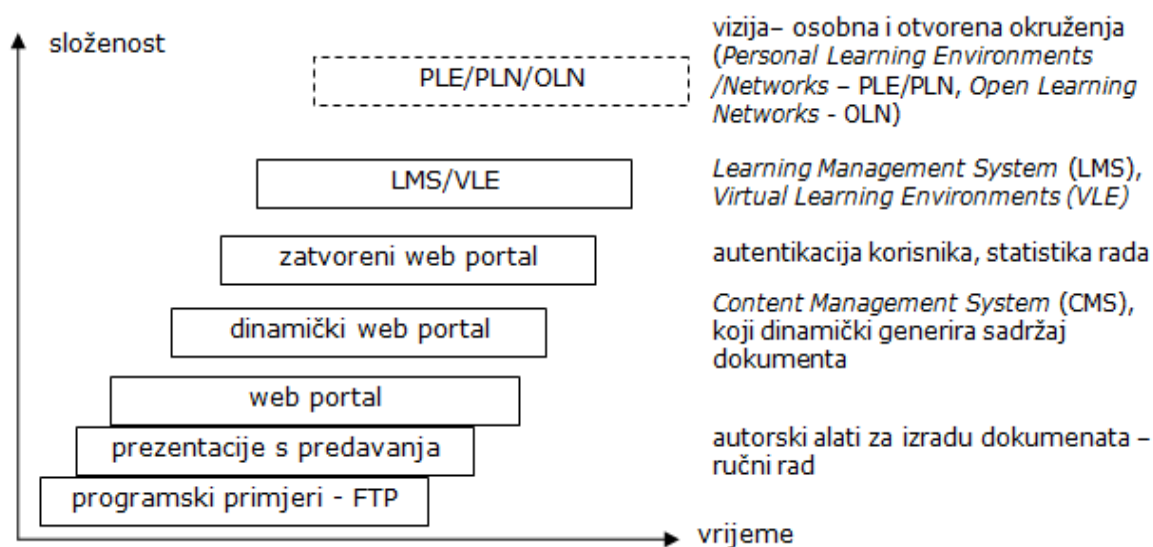 složenost
PLE/PLN/OLN
vizija– osobna i otvorena okruženja
(Personal Learning Environments
/Networks – PLE/PLN, Open Learning
Networks - OLN)
LMS/VLE
Learning Management System (LMS),
Virtual Learning Environments (VLE)
zatvoreni web portal
autentikacija korisnika, statistika rada
dinamički web portal
Content Management System (CMS),
koji dinamički generira sadržaj
dokumenta
web portal
prezentacije s predavanja
autorski alati za izradu dokumenata –
ručni rad
programski primjeri - FTP
vrijeme